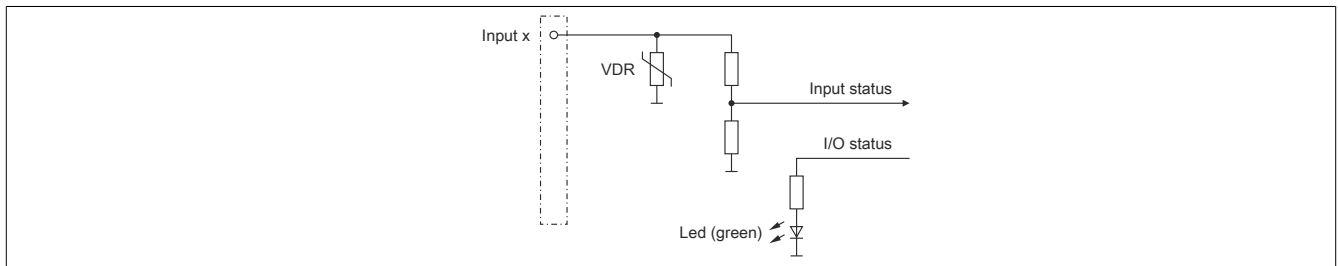 Input x
VDR
Input status
I/O status
Led (green)